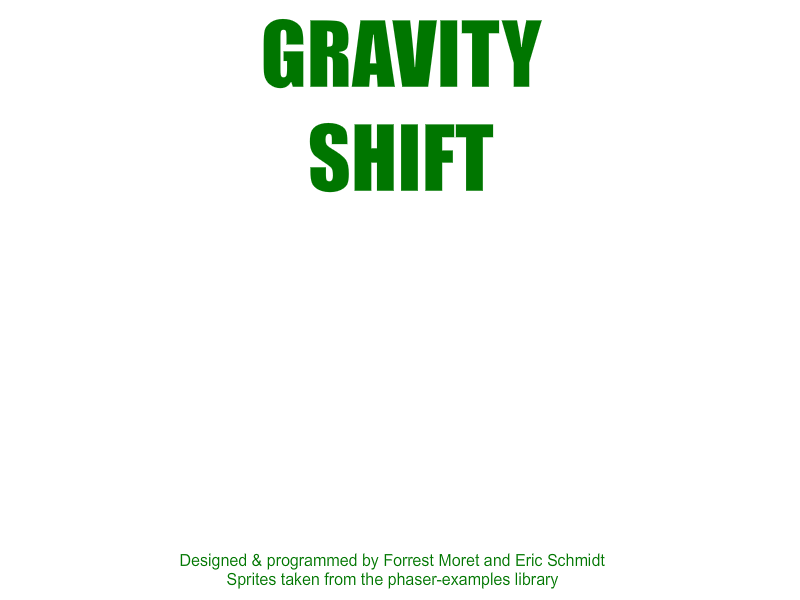 GRAVITY
SHIFT
Designed & programmed by Forrest Moret and Eric Schmidt
Sprites taken from the phaser-examples library